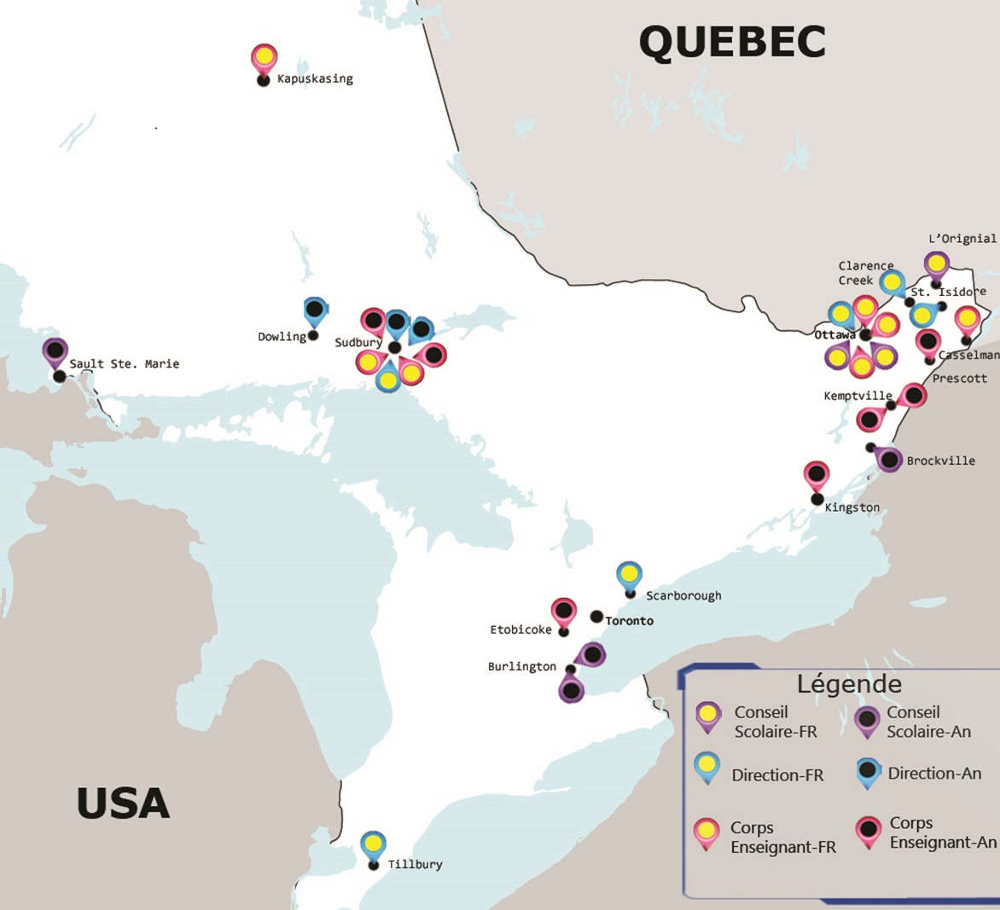 QUEBEC
Kapuskasing
L'Orignial
Clarence
Creek
St. Isidore
Dowling
Sudbury
Ottawa
Sault Ste. Marie
Casselman
Prescott
Kemptville
Brockville
Kingston
Scarborough
Toronto
Etobicoke
Burlington
USA
Tillbury
Légende
Conseil
Scolaire-FR
Conseil
Scolaire-An
Direction-FR
Direction-An
Corps
Enseignant-FR
Corps
Enseignant-An